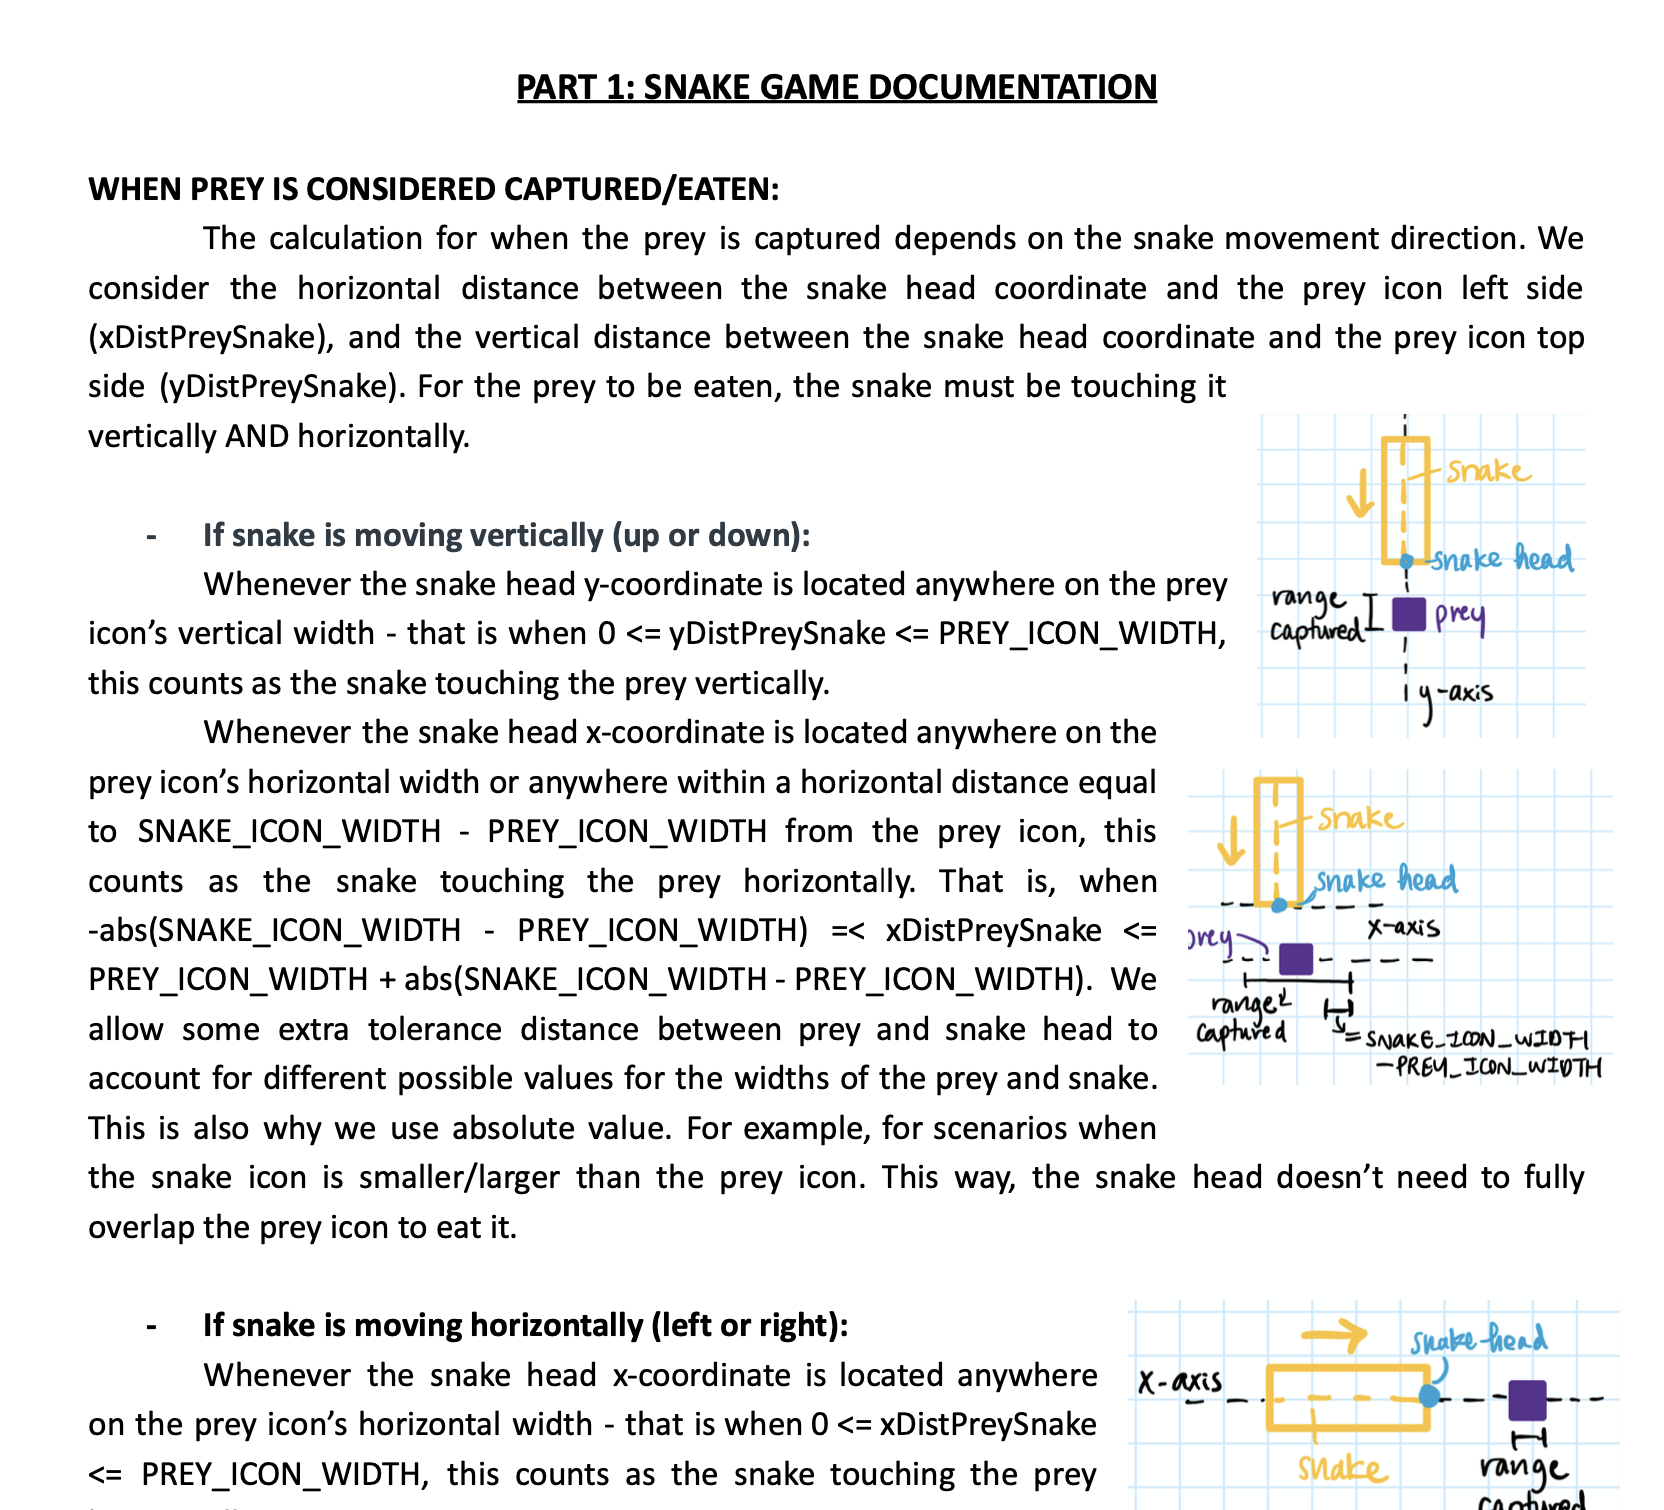 PART 1: SNAKE GAME DOCUMENTATION
WHEN PREY IS CONSIDERED CAPTURED/EATEN:
The calculation for when the prey is captured depends on the snake movement direction. We
consider the horizontal distance between the snake head coordinate and the prey icon left side
(xDistPreySnake), and the vertical distance between the snake head coordinate and the prey icon top
side (yDistPreySnake). For the prey to be eaten, the snake must be touching it
vertically AND horizontally.
snake
snake head
range
captured
prey
y-axis
- If snake is moving vertically (up or down):
Whenever the snake head y-coordinate is located anywhere on the prey
icon’s vertical width - that is when 0 <= yDistPreySnake <= PREY_ICON_WIDTH,
this counts as the snake touching the prey vertically.
Whenever the snake head x-coordinate is located anywhere on the
prey icon’s horizontal width or anywhere within a horizontal distance equal
to SNAKE_ICON_WIDTH - PREY_ICON_WIDTH from the prey icon, this
counts as the snake touching the prey horizontally. That is, when
-abs(SNAKE_ICON_WIDTH - PREY_ICON_WIDTH) =< xDistPreySnake <=
PREY_ICON_WIDTH + abs(SNAKE_ICON_WIDTH - PREY_ICON_WIDTH). We
allow some extra tolerance distance between prey and snake head to
account for different possible values for the widths of the prey and snake.
This is also why we use absolute value. For example, for scenarios when
the snake icon is smaller/larger than the prey icon. This way, the snake head doesn’t need to fully
overlap the prey icon to eat it.
snake
snake head
x-axis
prey
range
captured
= SNAKE_ICON_WIDTH
-PREY_ICON_WIDTH
- If snake is moving horizontally (left or right):
Whenever the snake head x-coordinate is located anywhere
on the prey icon’s horizontal width - that is when 0 <= xDistPreySnake
<= PREY_ICON_WIDTH, this counts as the snake touching the prey
snake head
x-axis
snake
range
captured